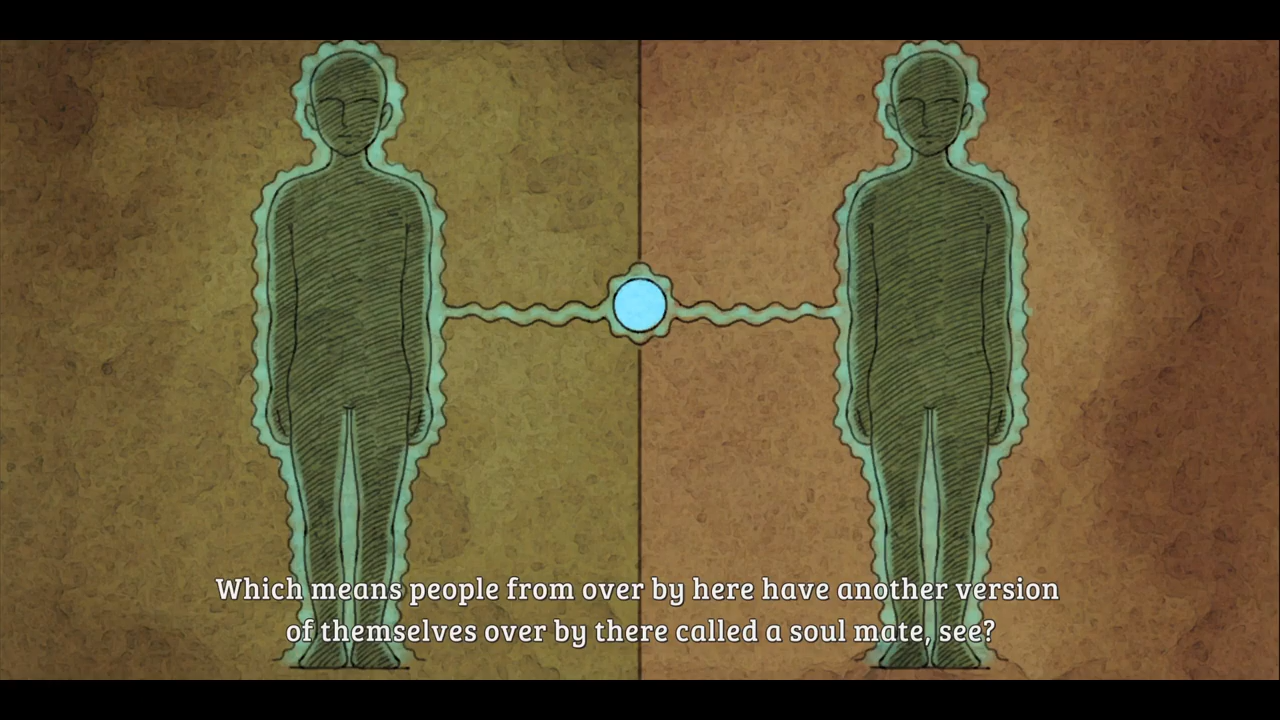 Which means people from over by here have another version
of themselves over by there called a soul mate, see?